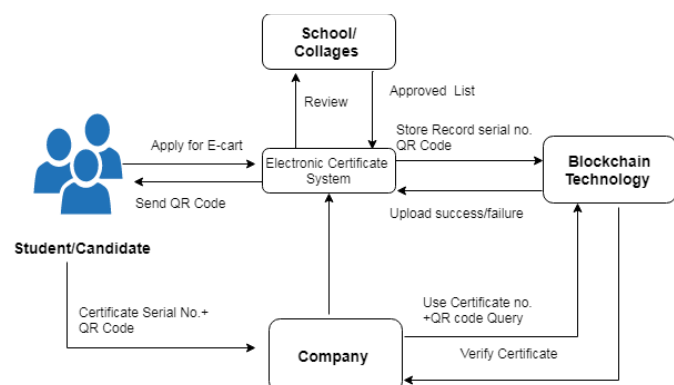 School/
Collages
Review
Approved List
Apply for E-cart
Store Record serial no.
QR Code
Electronic Certificate
System
Blockchain
Technology
Send QR Code
Upload success/failure
Student/Candidate
Certificate Serial No.+
QR Code
Use Certificate no.
+QR code Query
Company
Verify Certificate